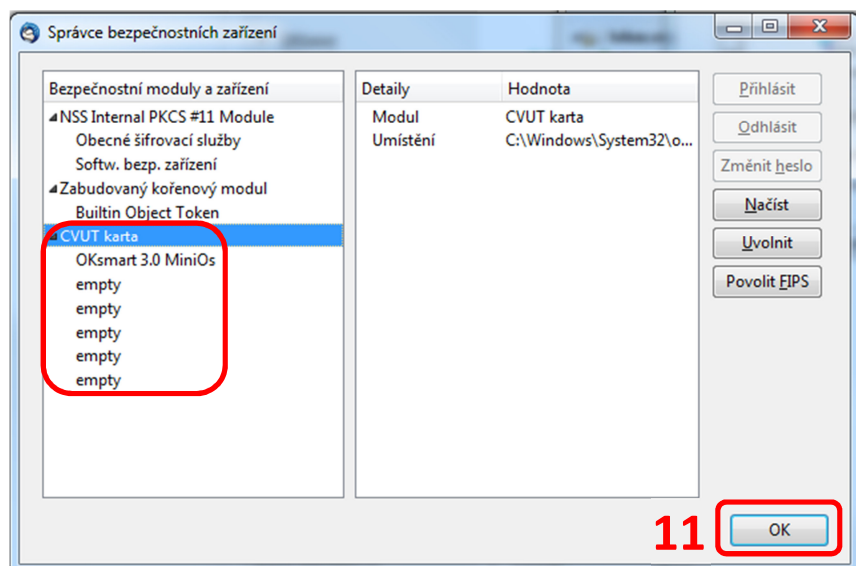 Správce bezpečnostních zařízení
Bezpečnostní moduly a zařízení
NSS Internal PKCS #11 Module
Obecné šifrovací služby
Softw. bezp. zařízení
Zabudovaný kořenový modul
Builtin Object Token
CVUT karta
OKsmart 3.0 MiniOs
empty
empty
empty
empty
empty
Detaily Hodnota
Modul CVUT karta
Umístění C:\Windows\System32\o...
Přihlásit
Odhlásit
Změnit heslo
Načíst
Uvolnit
Povolit FIPS
11 OK